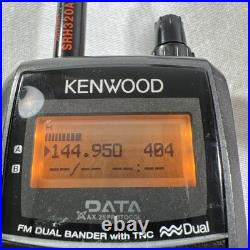 SRH320A
KENWOOD
H
A
▶144.950 404
B
---/--- ---/---
DATA
AX.25 PROTOCOL
FM DUAL BANDER with TNC Dual